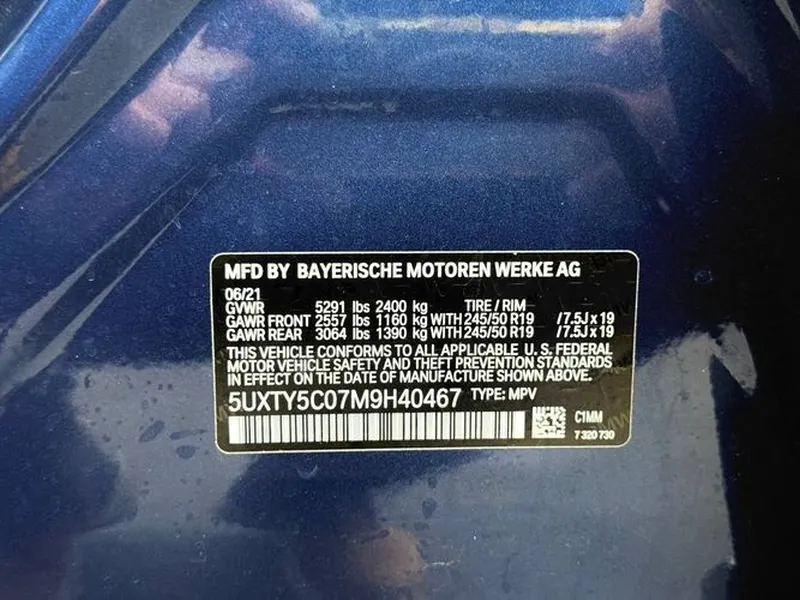 MFD BY BAYERISCHE MOTOREN WERKE AG
06/21
GVWR 5291 lbs 2400 kg TIRE / RIM
GAWR FRONT 2557 lbs 1160 kg WITH 245/50 R19 /7.5J x 19
GAWR REAR 3064 lbs 1390 kg WITH 245/50 R19 /7.5J x 19
THIS VEHICLE CONFORMS TO ALL APPLICABLE U. S. FEDERAL
MOTOR VEHICLE SAFETY AND THEFT PREVENTION STANDARDS
IN EFFECT ON THE DATE OF MANUFACTURE SHOWN ABOVE.
5UXTY5C07M9H40467 TYPE: MPV
C1MM
7 320 730